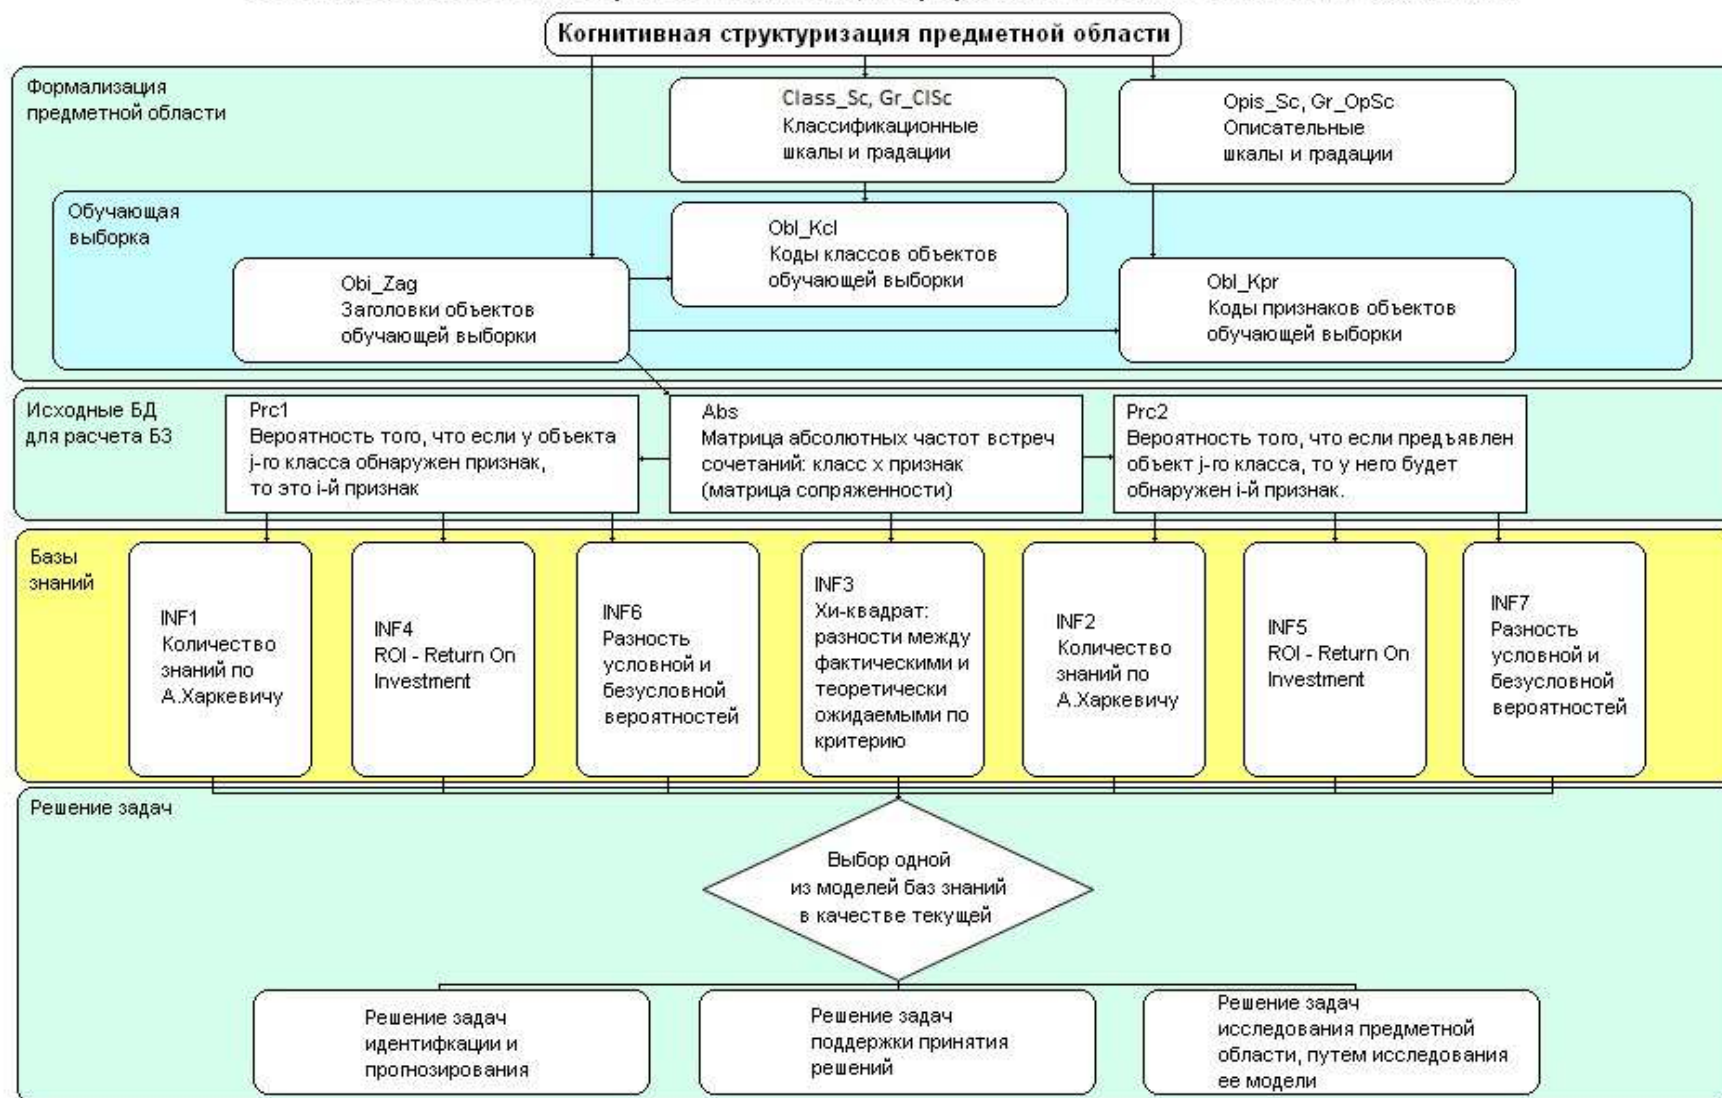 Когнитивная структуризация предметной области
Формализация
предметной области
Class_Sc, Gr_ClSc
Классификационные
шкалы и градации
Opis_Sc, Gr_OpSc
Описательные
шкалы и градации
Обучающая
выборка
Obl_Kcl
Коды классов объектов
обучающей выборки
Obi_Zag
Заголовки объектов
обучающей выборки
Obl_Kpr
Коды признаков объектов
обучающей выборки
Исходные БД
для расчета БЗ
Prc1
Вероятность того, что если у объекта
j-го класса обнаружен признак,
то это i-й признак
Abs
Матрица абсолютных частот встреч
сочетаний: класс х признак
(матрица сопряженности)
Prc2
Вероятность того, что если предъявлен
объект j-го класса, то у него будет
обнаружен i-й признак.
Базы
знаний
INF1
Количество
знаний по
А.Харкевичу
INF4
ROI - Return On
Investment
INF6
Разность
условной и
безусловной
вероятностей
INF3
Хи-квадрат:
разности между
фактическими и
теоретически
ожидаемыми по
критерию
INF2
Количество
знаний по
А.Харкевичу
INF5
ROI - Return On
Investment
INF7
Разность
условной и
безусловной
вероятностей
Решение задач
Выбор одной
из моделей баз знаний
в качестве текущей
Решение задач
идентифкации и
прогнозирования
Решение задач
поддержки принятия
решений
Решение задач
исследования предметной
области, путем исследования
ее модели